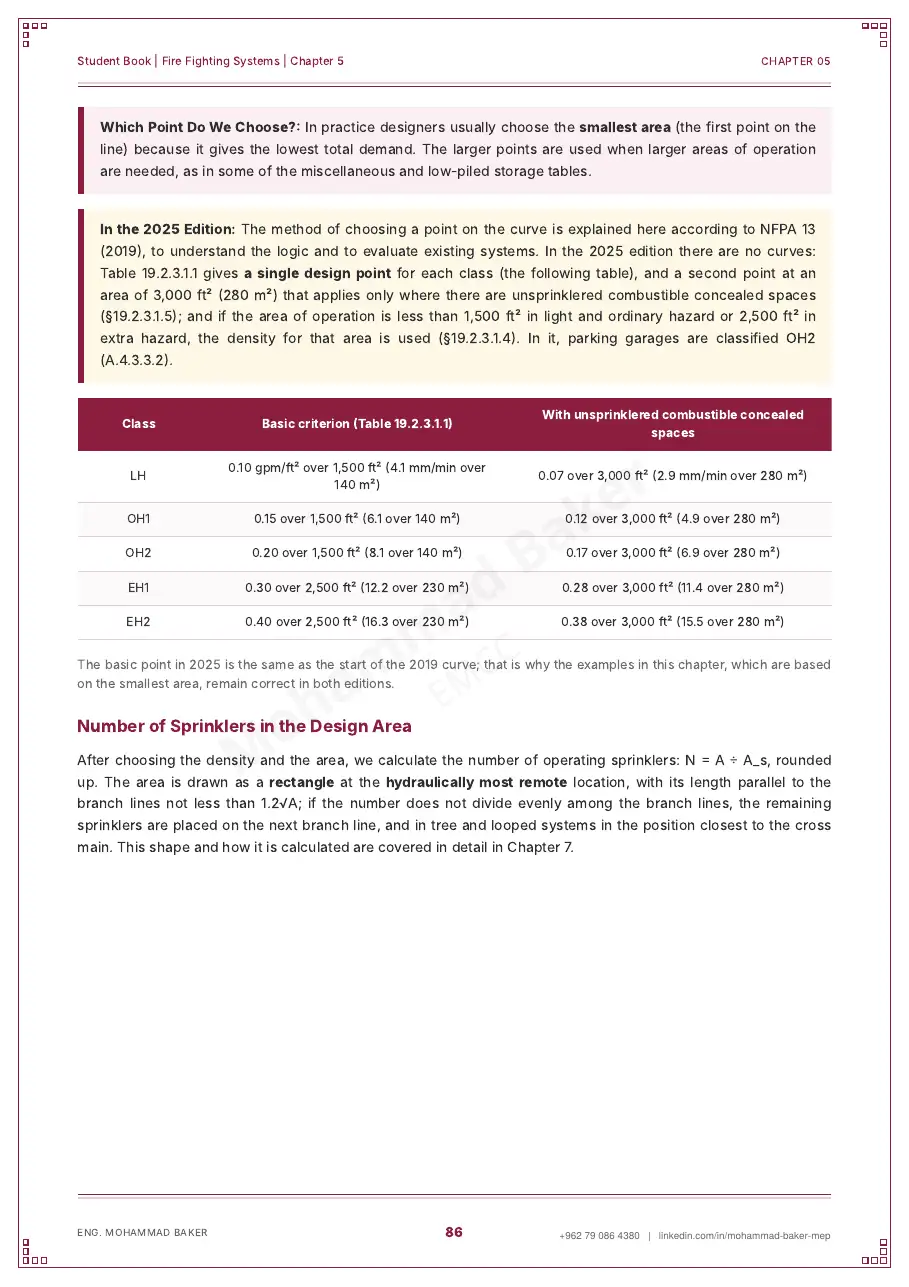 Student Book | Fire Fighting Systems | Chapter 5
CHAPTER 05
Which Point Do We Choose?: In practice designers usually choose the smallest area (the first point on the
line) because it gives the lowest total demand. The larger points are used when larger areas of operation
are needed, as in some of the miscellaneous and low-piled storage tables.
In the 2025 Edition: The method of choosing a point on the curve is explained here according to NFPA 13
(2019), to understand the logic and to evaluate existing systems. In the 2025 edition there are no curves:
Table 19.2.3.1.1 gives a single design point for each class (the following table), and a second point at an
area of 3,000 ft² (280 m²) that applies only where there are unsprinklered combustible concealed spaces
(§19.2.3.1.5); and if the area of operation is less than 1,500 ft² in light and ordinary hazard or 2,500 ft² in
extra hazard, the density for that area is used (§19.2.3.1.4). In it, parking garages are classified OH2
(A.4.3.3.2).
Class
Basic criterion (Table 19.2.3.1.1)
With unsprinklered combustible concealed
spaces
LH
0.10 gpm/ft² over 1,500 ft² (4.1 mm/min over
140 m²)
0.07 over 3,000 ft² (2.9 mm/min over 280 m²)
OH1
0.15 over 1,500 ft² (6.1 over 140 m²)
0.12 over 3,000 ft² (4.9 over 280 m²)
OH2
0.20 over 1,500 ft² (8.1 over 140 m²)
0.17 over 3,000 ft² (6.9 over 280 m²)
EH1
0.30 over 2,500 ft² (12.2 over 230 m²)
0.28 over 3,000 ft² (11.4 over 280 m²)
EH2
0.40 over 2,500 ft² (16.3 over 230 m²)
0.38 over 3,000 ft² (15.5 over 280 m²)
The basic point in 2025 is the same as the start of the 2019 curve; that is why the examples in this chapter, which are based
on the smallest area, remain correct in both editions.
Number of Sprinklers in the Design Area
After choosing the density and the area, we calculate the number of operating sprinklers: N = A ÷ A_s, rounded
up. The area is drawn as a rectangle at the hydraulically most remote location, with its length parallel to the
branch lines not less than 1.2√A; if the number does not divide evenly among the branch lines, the remaining
sprinklers are placed on the next branch line, and in tree and looped systems in the position closest to the cross
main. This shape and how it is calculated are covered in detail in Chapter 7.
Mohammad Baker
EMEC
ENG. MOHAMMAD BAKER
86
+962 79 086 4380 | linkedin.com/in/mohammad-baker-mep